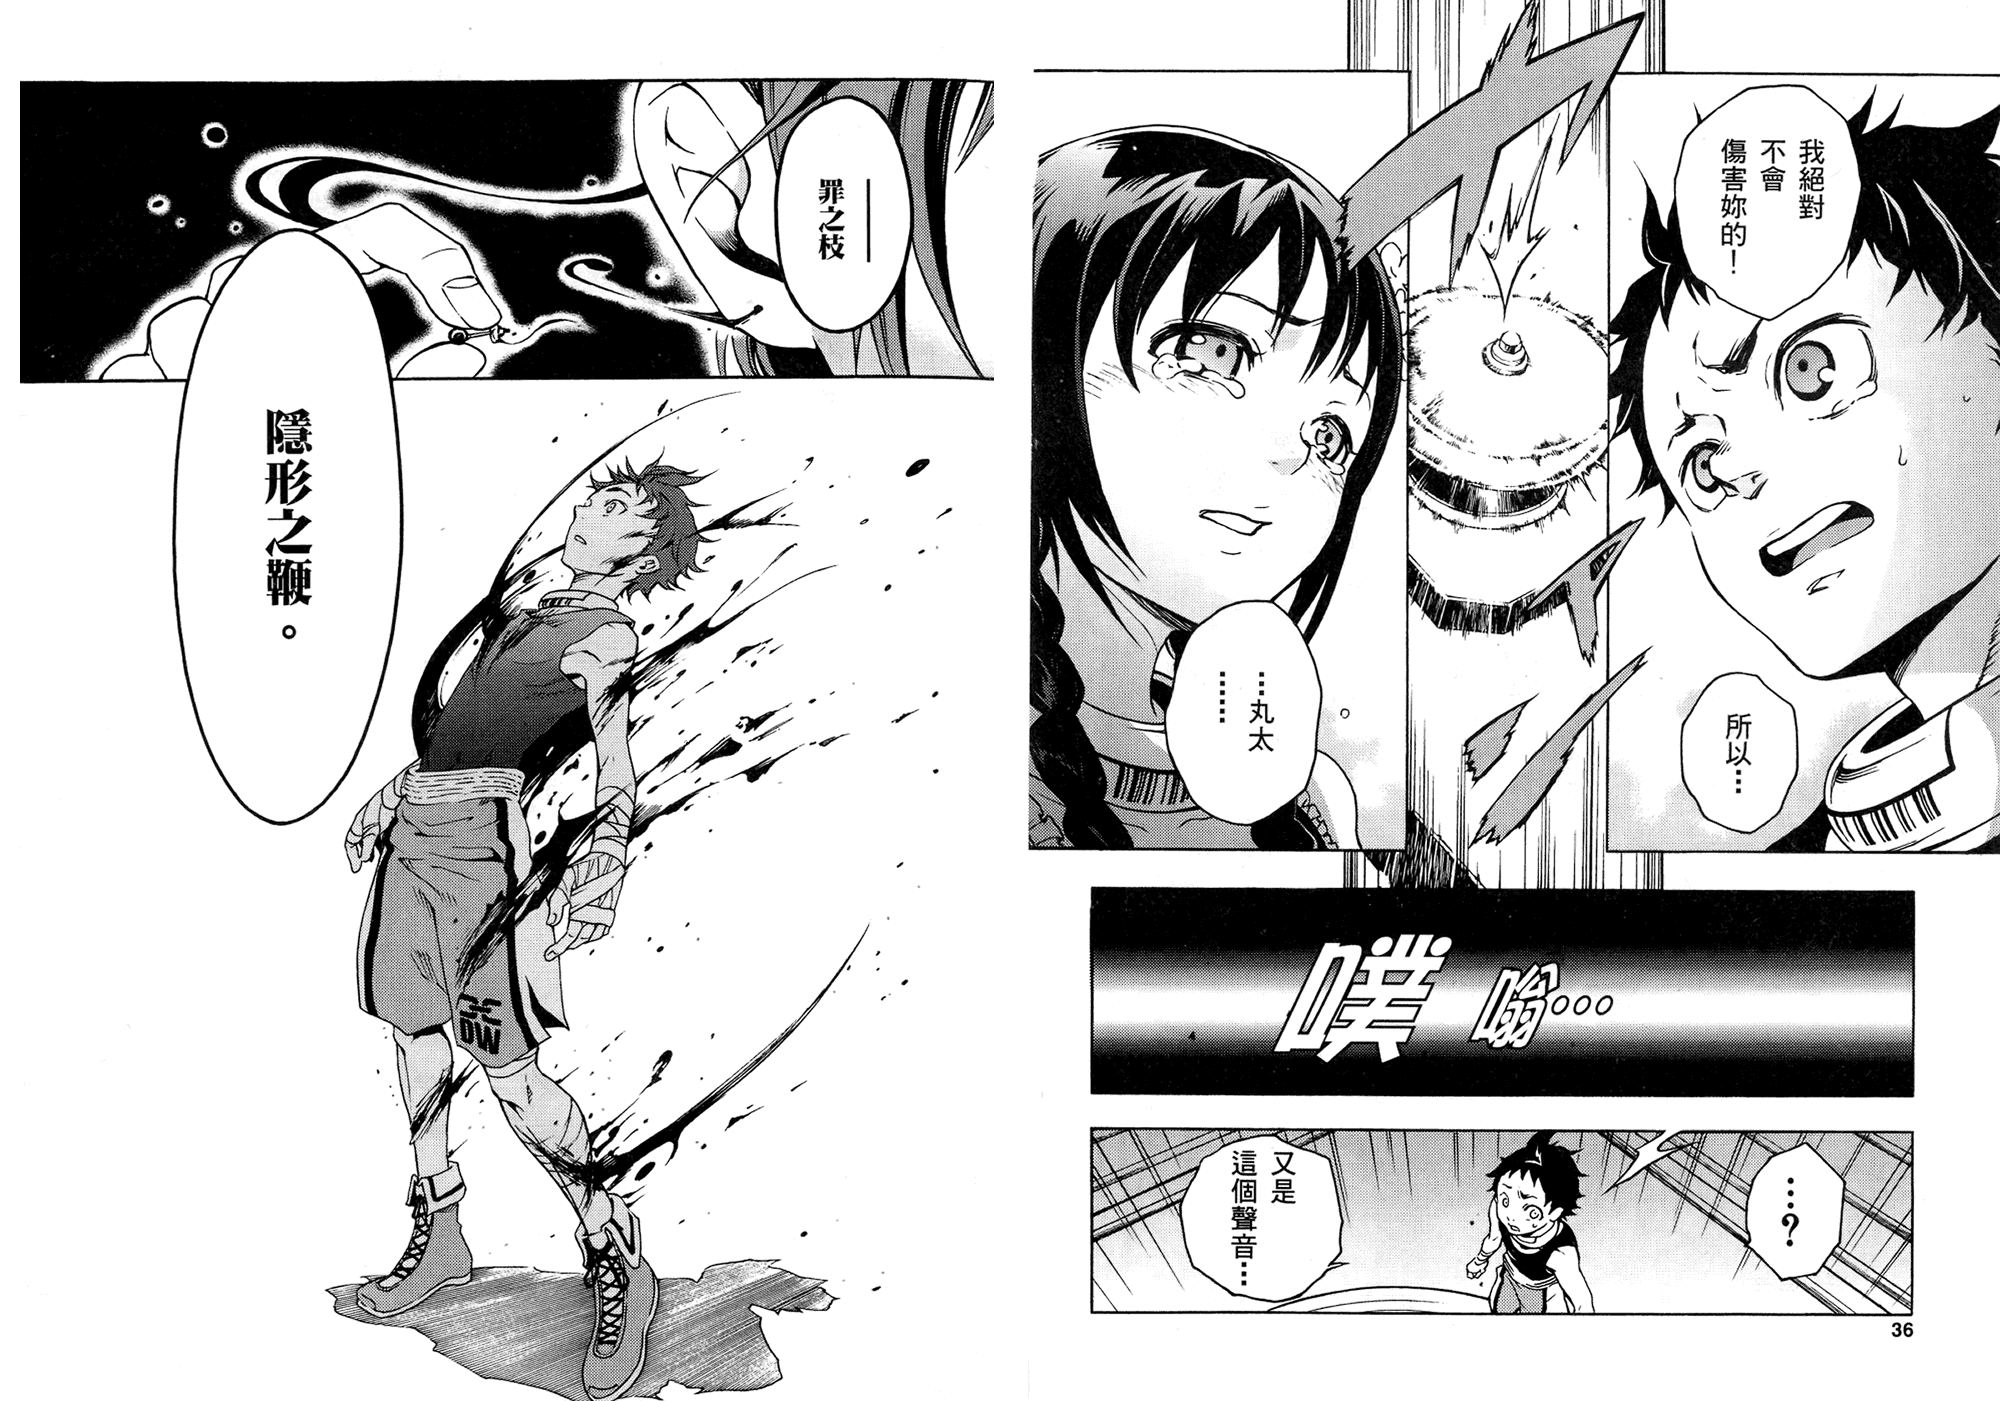 我絕對
不會
傷害妳的！
所以…
…丸太
……
噗 嗡…
…？
又是
這個聲音…
36
——
罪之枝
隱形之鞭。
DW